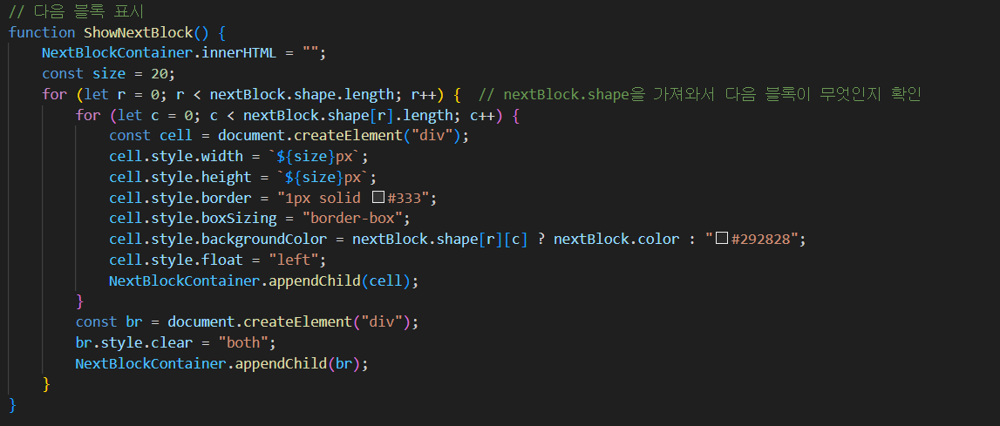 // 다음 블록 표시
function ShowNextBlock() {
    NextBlockContainer.innerHTML = "";
    const size = 20;
    for (let r = 0; r < nextBlock.shape.length; r++) {  // nextBlock.shape을 가져와서 다음 블록이 무엇인지 확인
        for (let c = 0; c < nextBlock.shape[r].length; c++) {
            const cell = document.createElement("div");
            cell.style.width = `${size}px`;
            cell.style.height = `${size}px`;
            cell.style.border = "1px solid #333";
            cell.style.boxSizing = "border-box";
            cell.style.backgroundColor = nextBlock.shape[r][c] ? nextBlock.color : "#292828";
            cell.style.float = "left";
            NextBlockContainer.appendChild(cell);
        }
        const br = document.createElement("div");
        br.style.clear = "both";
        NextBlockContainer.appendChild(br);
    }
}